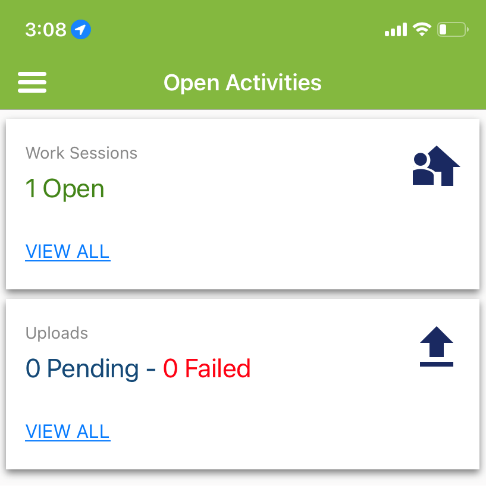 3:08
Open Activities
Work Sessions
1 Open
VIEW ALL
Uploads
0 Pending - 0 Failed
VIEW ALL